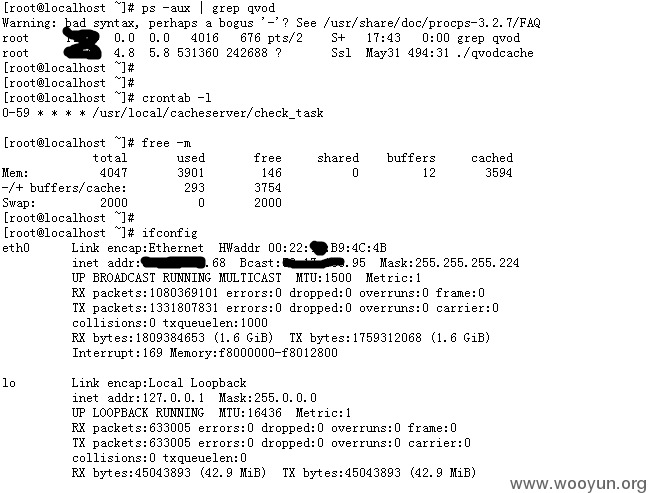 [root@localhost ~]# ps -aux | grep qvod
Warning: bad syntax, perhaps a bogus '-'? See /usr/share/doc/procps-3.2.7/FAQ
root 0.0 0.0 4016 676 pts/2 S+ 17:43 0:00 grep qvod
root 4.8 5.8 531360 242688 ? Ssl May31 494:31 ./qvodcache
[root@localhost ~]#
[root@localhost ~]#
[root@localhost ~]# crontab -l
0-59 * * * * /usr/local/cacheserver/check_task
[root@localhost ~]# free -m
total used free shared buffers cached
Mem: 4047 3901 146 0 12 3594
-/+ buffers/cache: 293 3754
Swap: 2000 0 2000
[root@localhost ~]#
[root@localhost ~]# ifconfig
eth0 Link encap:Ethernet HWaddr 00:22: :B9:4C:4B
inet addr: .68 Bcast: .95 Mask:255.255.255.224
UP BROADCAST RUNNING MULTICAST MTU:1500 Metric:1
RX packets:1080369101 errors:0 dropped:0 overruns:0 frame:0
TX packets:1331807831 errors:0 dropped:0 overruns:0 carrier:0
collisions:0 txqueuelen:1000
RX bytes:1809384653 (1.6 GiB) TX bytes:1759312068 (1.6 GiB)
Interrupt:169 Memory:f8000000-f8012800
lo Link encap:Local Loopback
inet addr:127.0.0.1 Mask:255.0.0.0
UP LOOPBACK RUNNING MTU:16436 Metric:1
RX packets:633005 errors:0 dropped:0 overruns:0 frame:0
TX packets:633005 errors:0 dropped:0 overruns:0 carrier:0
collisions:0 txqueuelen:0
RX bytes:45043893 (42.9 MiB) TX bytes:45043893 (42.9 MiB)
www.wooyun.org